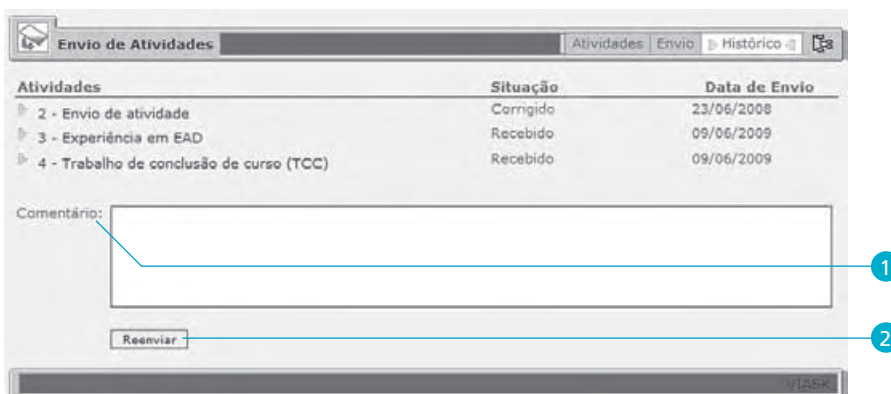 Envio de Atividades Atividades Envio Histórico
Atividades Situação Data de Envio
2 - Envio de atividade Corrigido 23/06/2008
3 - Experiência em EAD Recebido 09/06/2009
4 - Trabalho de conclusão de curso (TCC) Recebido 09/06/2009
Comentário:
1
Reenviar 2
VIASK